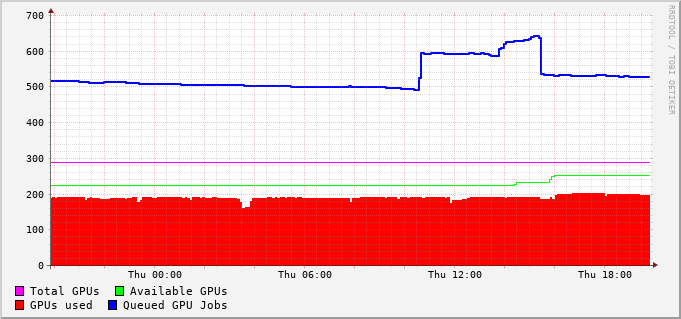 700
600
500
400
300
200
100
0
Thu 00:00 Thu 06:00 Thu 12:00 Thu 18:00
Total GPUs Available GPUs
GPUs used Queued GPU Jobs
RRDTOOL / TOBI OETIKER